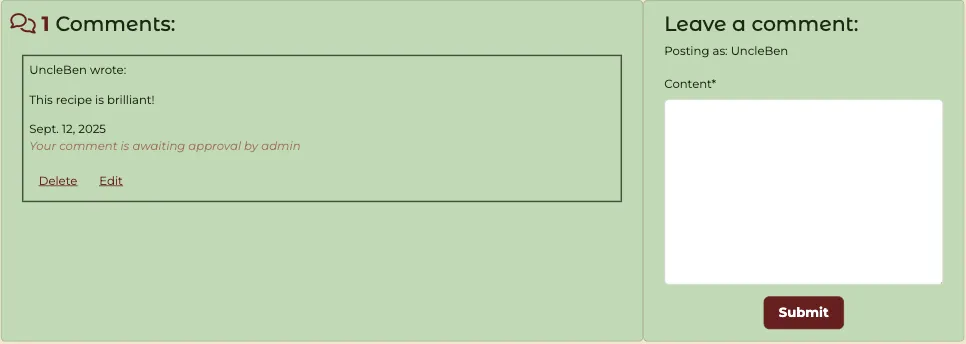 1 Comments:
UncleBen wrote:
This recipe is brilliant!
Sept. 12, 2025
Your comment is awaiting approval by admin
Delete Edit
Leave a comment:
Posting as: UncleBen
Content*
Submit